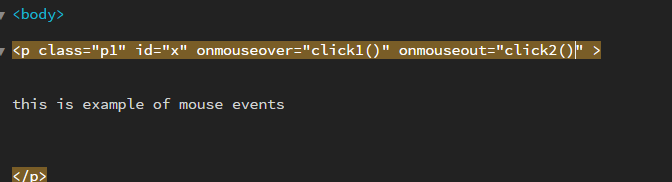 <body>
<p class="p1" id="x" onmouseover="click1()" onmouseout="click2()" >
this is example of mouse events
</p>